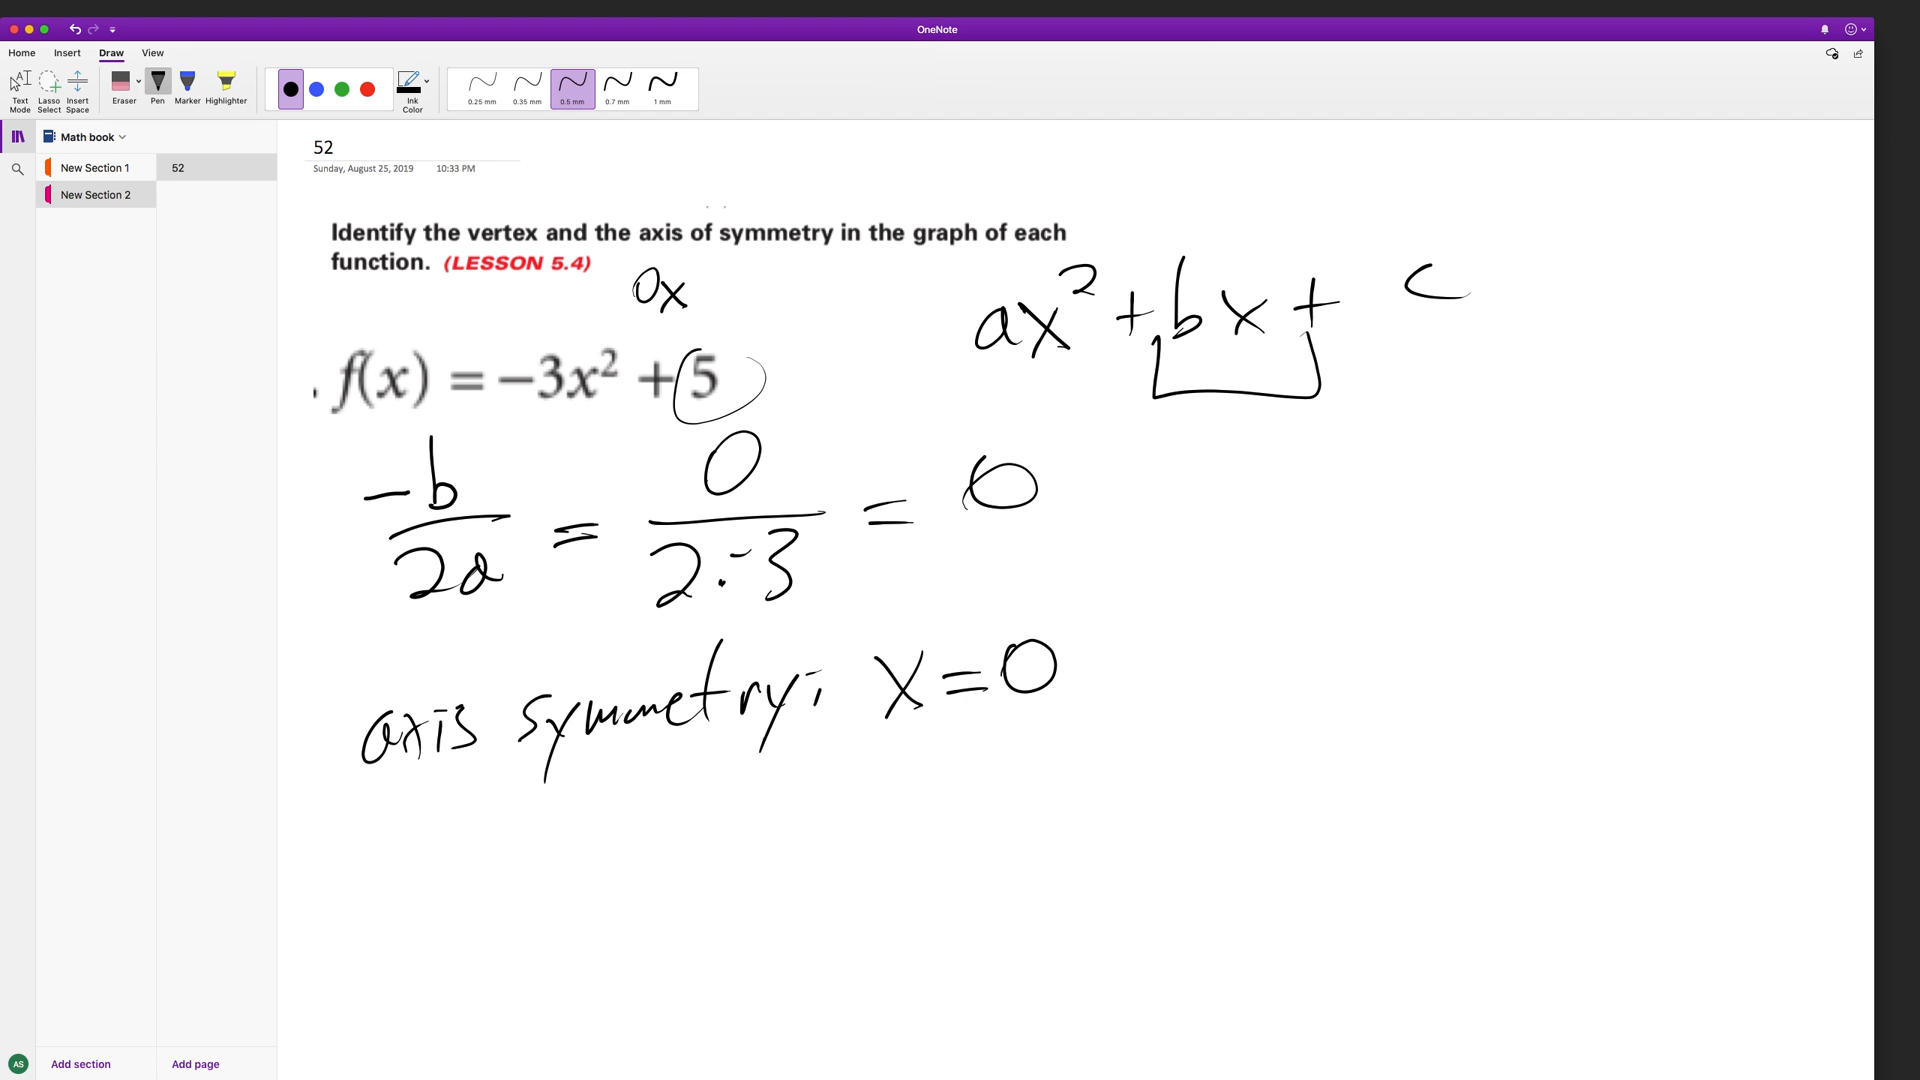 OneNote
Home Insert Draw View
Text Mode
Lasso Select
Insert Space
Eraser
Pen
Marker
Highlighter
Ink Color
0.25 mm
0.35 mm
0.5 mm
0.7 mm
1 mm
Math book
New Section 1
New Section 2
52
52
Sunday, August 25, 2019 10:33 PM
Identify the vertex and the axis of symmetry in the graph of each
function. (LESSON 5.4)
0x
ax² + bx + c
f(x) = −3x² + 5
-b/2a = 0/2·-3 = 0
axis symmetry: x=0
AS
Add section
Add page